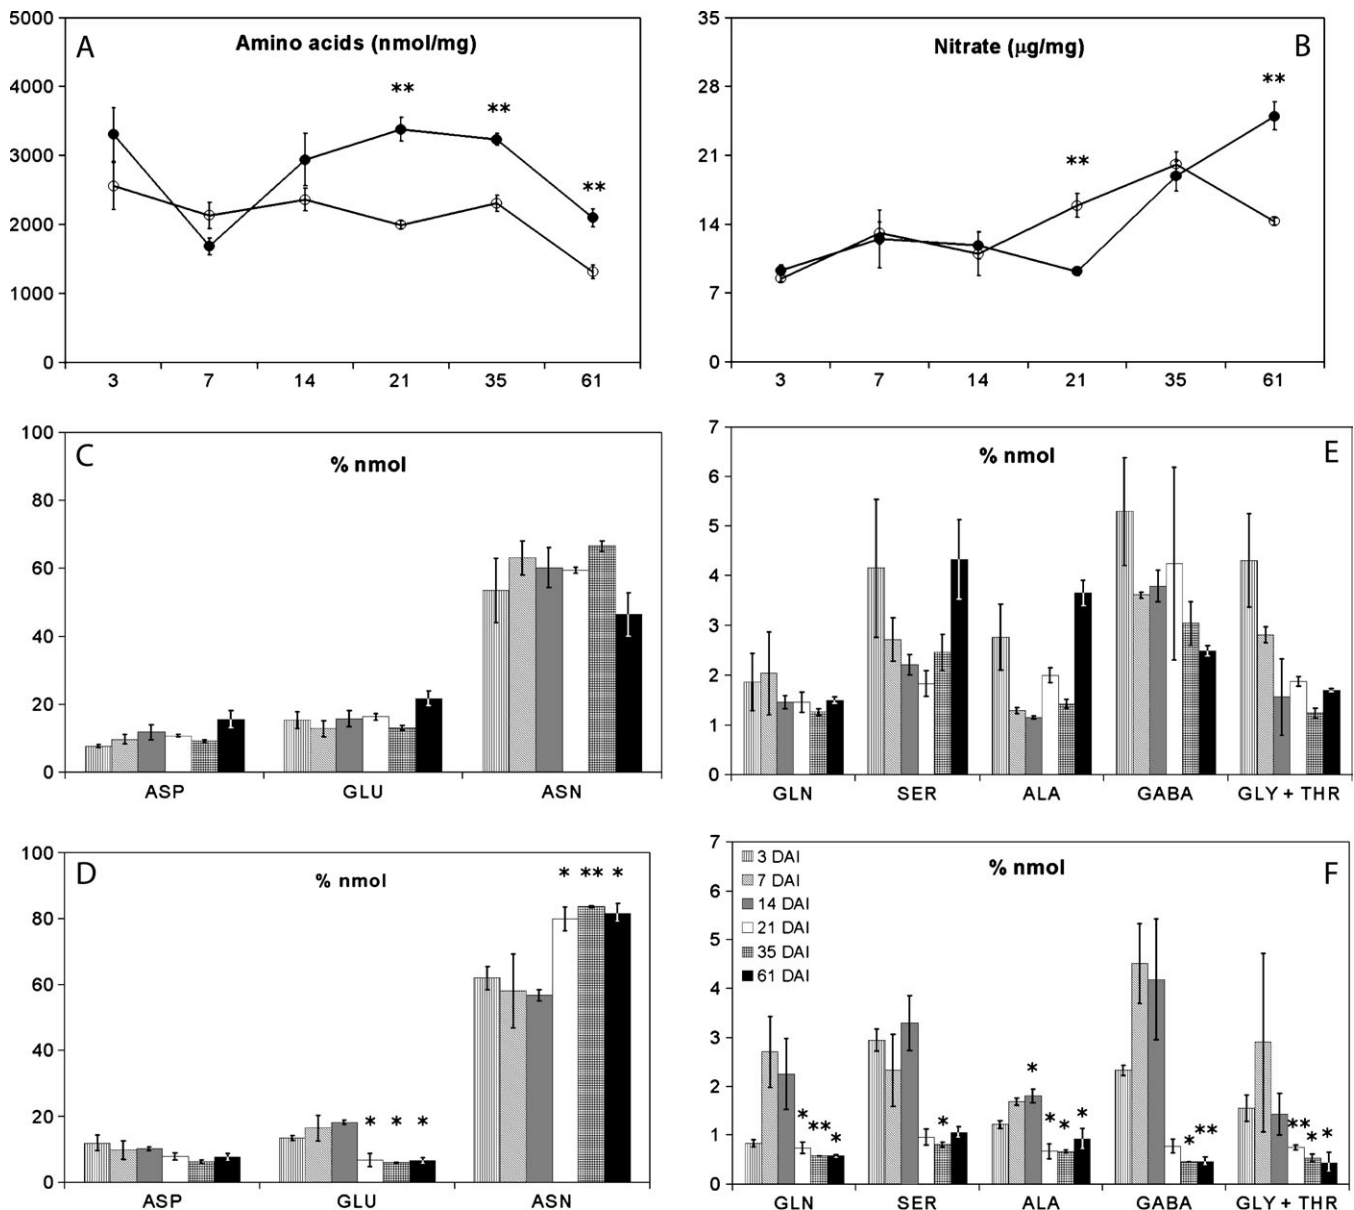 A
Amino acids (nmol/mg)
5000
4000
3000
2000
1000
0
**
**
**
3 7 14 21 35 61
B
Nitrate (µg/mg)
35
28
21
14
7
0
**
**
3 7 14 21 35 61
C
% nmol
100
80
60
40
20
0
ASP GLU ASN
E
% nmol
7
6
5
4
3
2
1
0
GLN SER ALA GABA GLY + THR
D
% nmol
100
80
60
40
20
0
* ** *
* * *
ASP GLU ASN
F
% nmol
7
6
5
4
3
2
1
0
3 DAI
7 DAI
14 DAI
21 DAI
35 DAI
61 DAI
* ** *
*
* * * *
* **
** * *
GLN SER ALA GABA GLY + THR